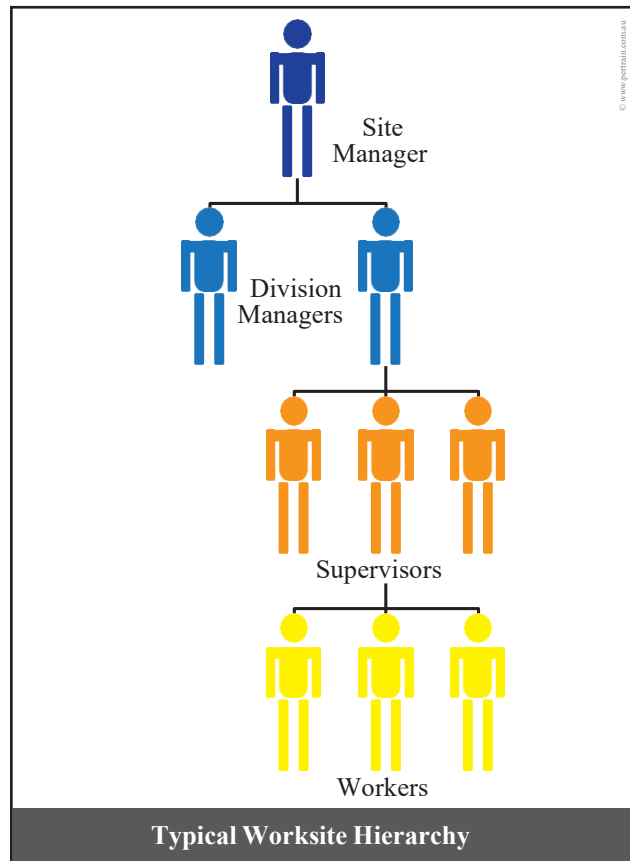 © www.pertrain.com.au
Site
Manager
Division
Managers
Supervisors
Workers
Typical Worksite Hierarchy